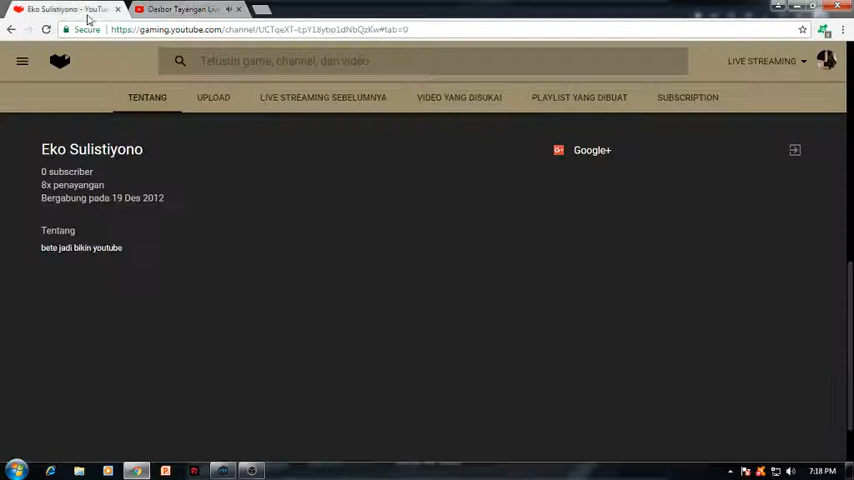 Eko Sulistiyono - YouTu
Dasbor Tayangan Liv
Secure
https://gaming.youtube.com/channel/UCTqeXT-EpY18ybp1dNbQzKw#tab=0
Telusuri game, channel, dan video
LIVE STREAMING
TENTANG UPLOAD LIVE STREAMING SEBELUMNYA VIDEO YANG DISUKAI PLAYLIST YANG DIBUAT SUBSCRIPTION
Eko Sulistiyono
Google+
0 subscriber
8x penayangan
Bergabung pada 19 Des 2012
Tentang
bete jadi bikin youtube
7:18 PM